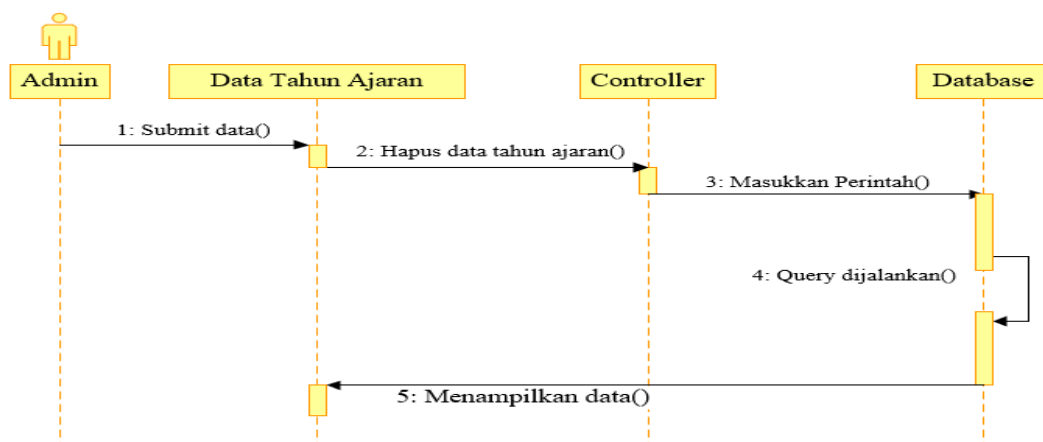 Admin
Data Tahun Ajaran
Controller
Database
1: Submit data()
2: Hapus data tahun ajaran()
3: Masukkan Perintah()
4: Query dijalankan()
5: Menampilkan data()